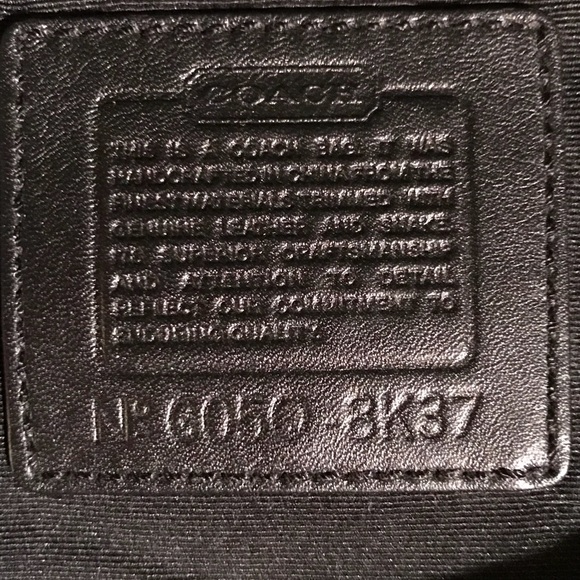 COACH
THIS IS A COACH BAG. IT WAS
HANDCRAFTED IN CHINA FROM THE
FINEST MATERIALS TRIMMED WITH
GENUINE LEATHER AND SNAKE
THE SUPERIOR CRAFTSMANSHIP
AND ATTENTION TO DETAIL
REFLECT OUR COMMITMENT TO
ENDURING QUALITY.
Nº 6050-8K37